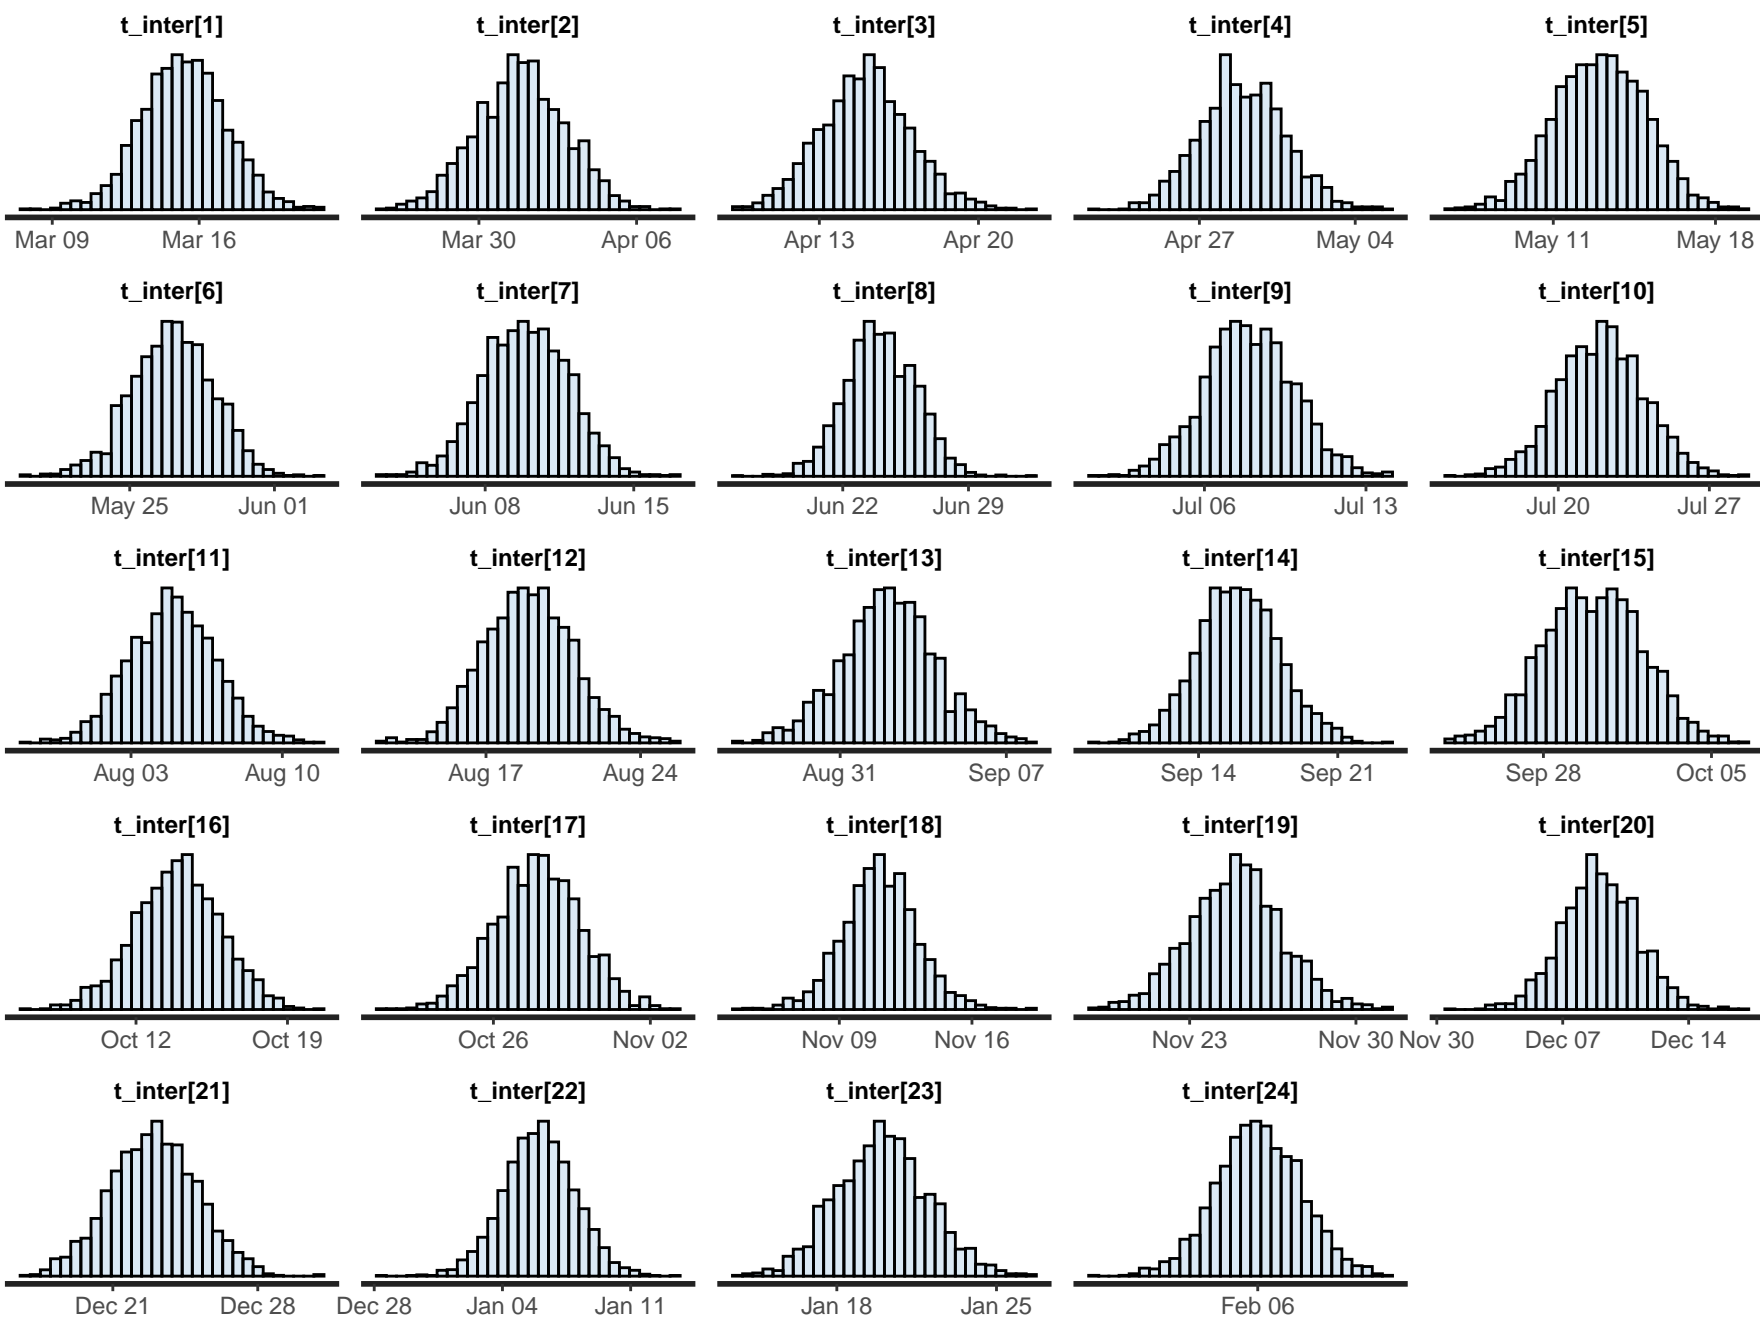 t_inter[1] t_inter[2] t_inter[3] t_inter[4] t_inter[5]
Mar 09 Mar 16 Mar 30 Apr 06 Apr 13 Apr 20 Apr 27 May 04 May 11 May 18
t_inter[6] t_inter[7] t_inter[8] t_inter[9] t_inter[10]
May 25 Jun 01 Jun 08 Jun 15 Jun 22 Jun 29 Jul 06 Jul 13 Jul 20 Jul 27
t_inter[11] t_inter[12] t_inter[13] t_inter[14] t_inter[15]
Aug 03 Aug 10 Aug 17 Aug 24 Aug 31 Sep 07 Sep 14 Sep 21 Sep 28 Oct 05
t_inter[16] t_inter[17] t_inter[18] t_inter[19] t_inter[20]
Oct 12 Oct 19 Oct 26 Nov 02 Nov 09 Nov 16 Nov 23 Nov 30 Nov 30 Dec 07 Dec 14
t_inter[21] t_inter[22] t_inter[23] t_inter[24]
Dec 21 Dec 28 Dec 28 Jan 04 Jan 11 Jan 18 Jan 25 Feb 06